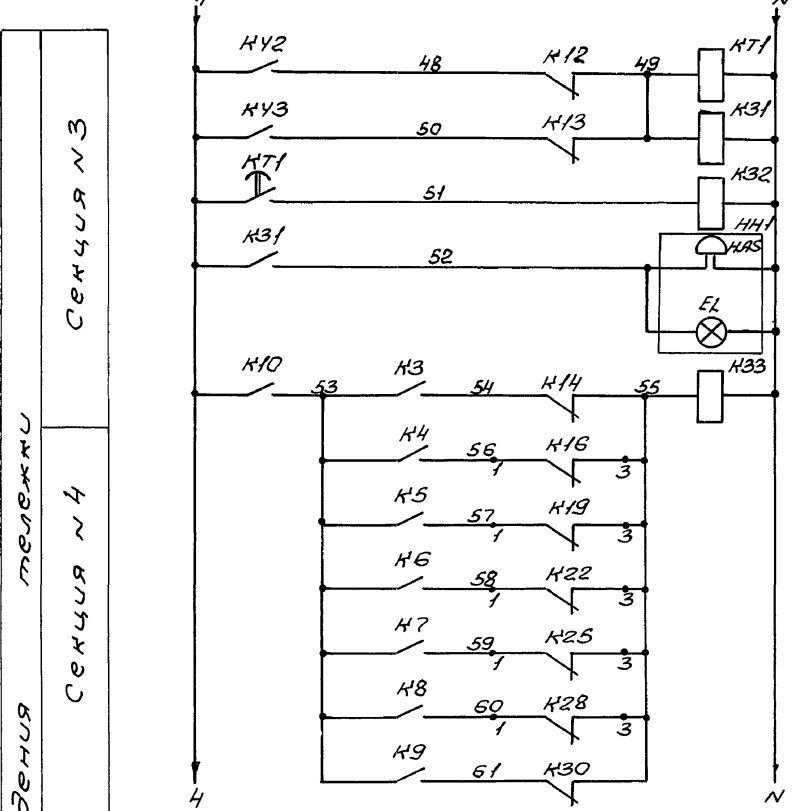 КУ2 48 К12 49 КТ1
КУ3 50 К13 К31
КТ1 51 К32
К31 52 НН1
HAS
EL
К10 53 К3 54 К14 55 К33
К4 56 1 К16 3
К5 57 1 К19 3
К6 58 1 К22 3
К7 59 1 К25 3
К8 60 1 К28 3
К9 61 К30
Ч N
Секция N3
Секция N4
тележки